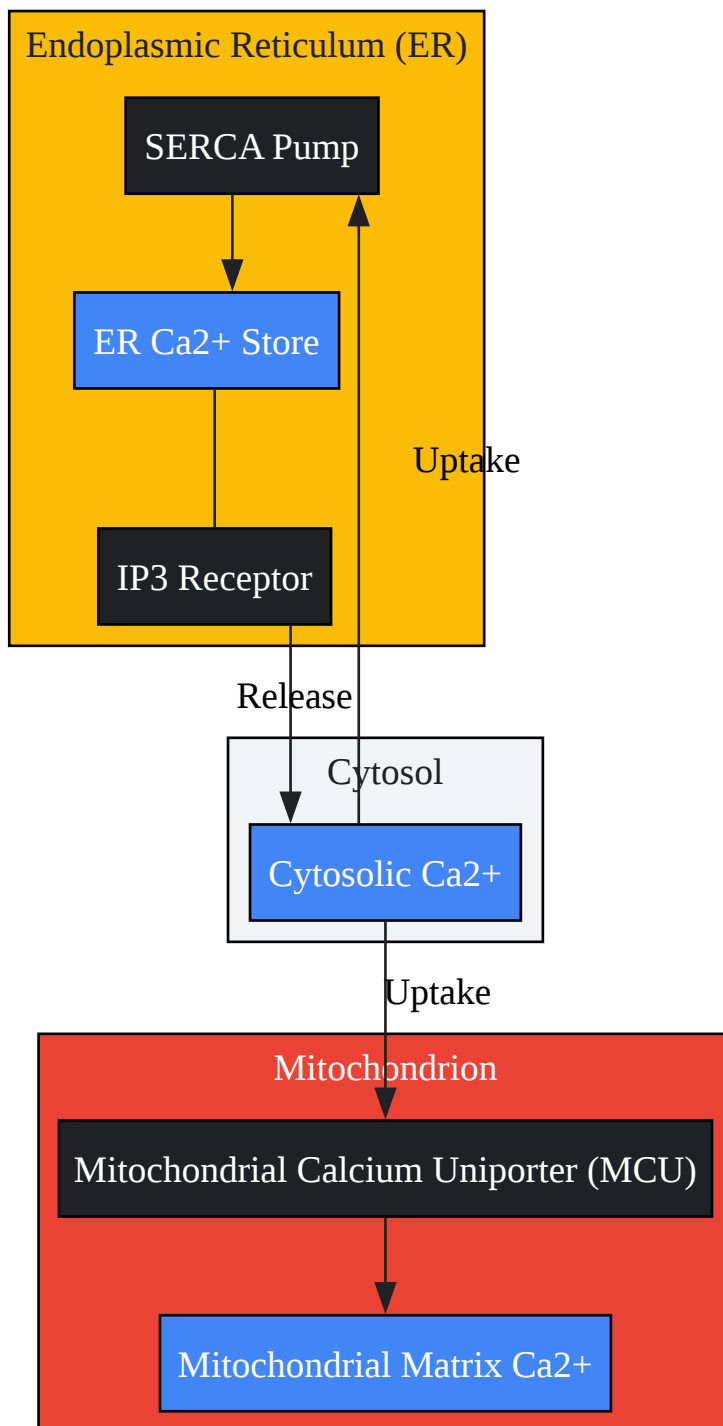 Endoplasmic Reticulum (ER)
SERCA Pump
ER Ca2+ Store
Uptake
IP3 Receptor
Release
Cytosol
Cytosolic Ca2+
Uptake
Mitochondrion
Mitochondrial Calcium Uniporter (MCU)
Mitochondrial Matrix Ca2+